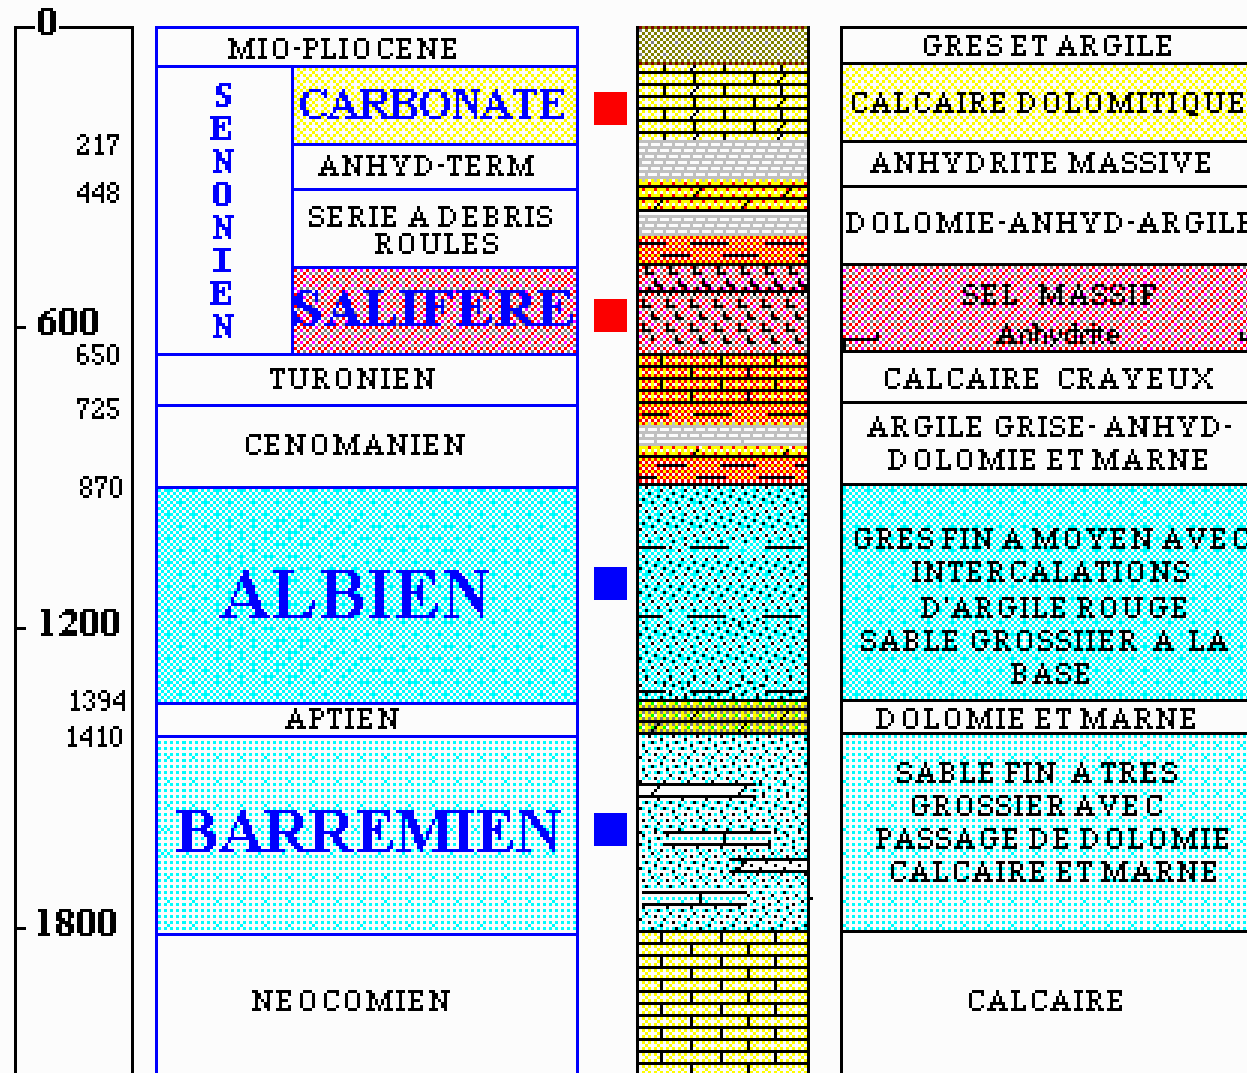 0
217
448
600
650
725
870
1200
1394
1410
1800
MIO-PLIOCENE
SENONIEN
CARBONATE
ANHYD-TERM
SERIE A DEBRIS
ROULES
SALIFERE
TURONIEN
CENOMANIEN
ALBIEN
APTIEN
BARREMIEN
NEOCOMIEN
GRES ET ARGILE
CALCAIRE DOLOMITIQUE
ANHYDRITE MASSIVE
DOLOMIE-ANHYD-ARGILE
SEL MASSIF
Anhydrite
CALCAIRE CRAYEUX
ARGILE GRISE-ANHYD-
DOLOMIE ET MARNE
GRES FIN A MOYEN AVEC
INTERCALATIONS
D'ARGILE ROUGE
SABLE GROSSIIER A LA
BASE
DOLOMIE ET MARNE
SABLE FIN A TRES
GROSSIER AVEC
PASSAGE DE DOLOMIE
CALCAIRE ET MARNE
CALCAIRE